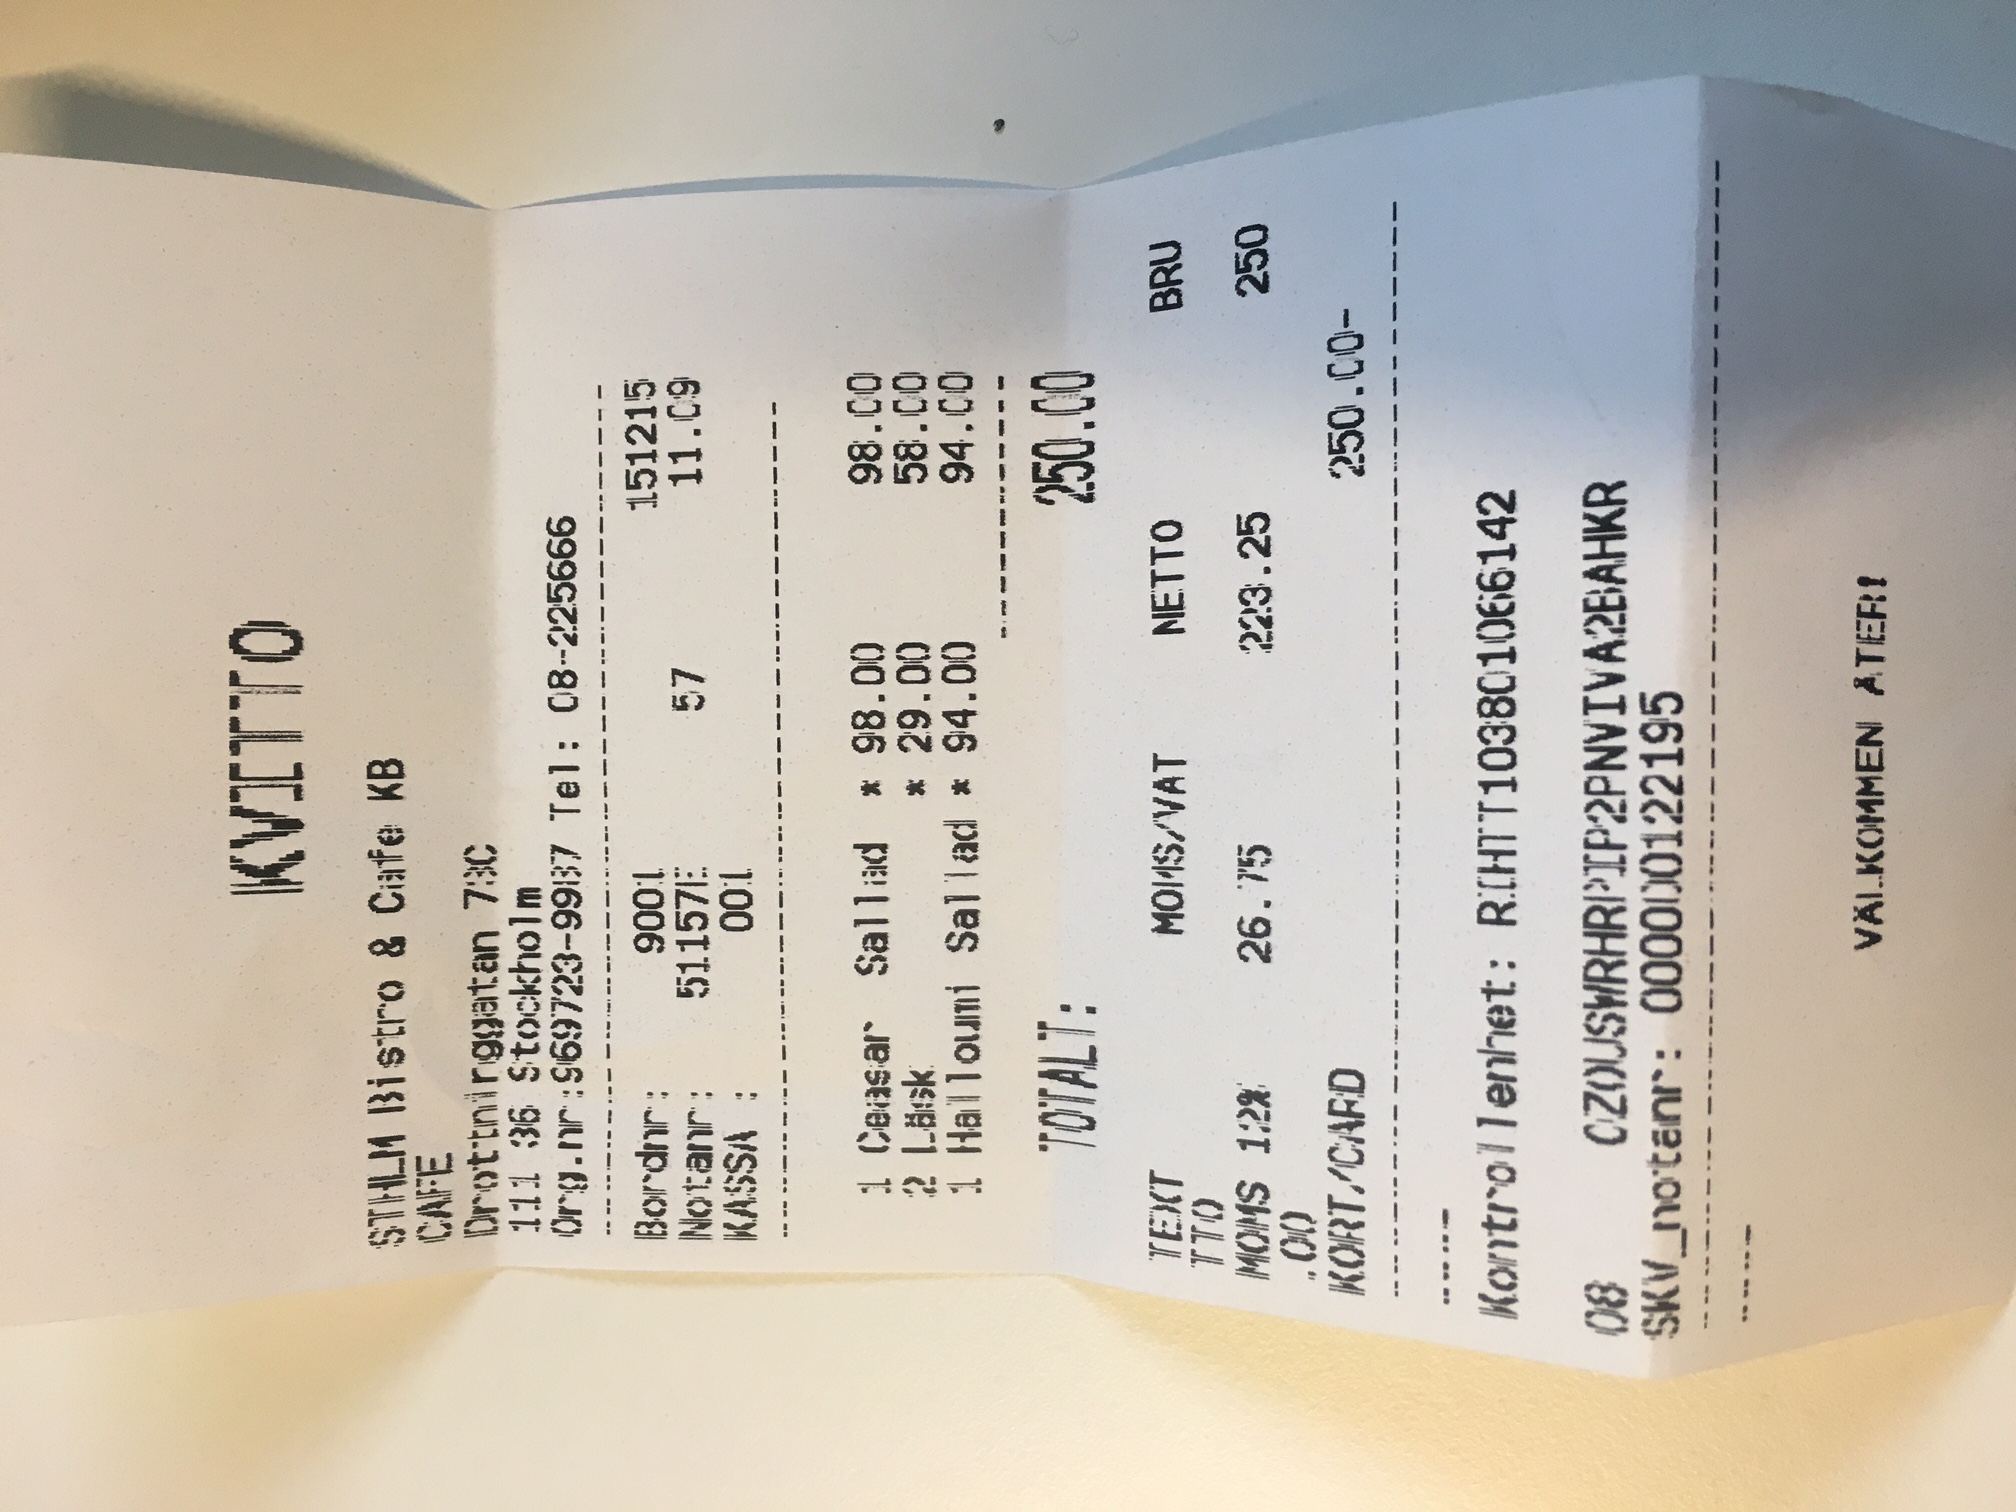 KVITTO
STHLM Bistro & Cafe KB
CAFE
Drottninggatan 73C
111 36 Stockholm
Org.nr:969723-9987 Tel: 08-225666
Bordnr: 9001 151215
Notanr: 57 11.09
KASSA : 001
1 Ceasar Sallad * 98.00 98.00
2 Läsk * 29.00 58.00
1 Halloumi Sallad * 94.00 94.00
TOTALT: 250.00
TEXT MOMS/VAT NETTO BRU
TTO
MOMS 12% 26.75 223.25 250
.00
KORT/CARD 250.00-
Kontrollenhet: RIHTT103801066142
08
SKV_notanr: 000000122195
VÄLKOMMEN ÅTER!